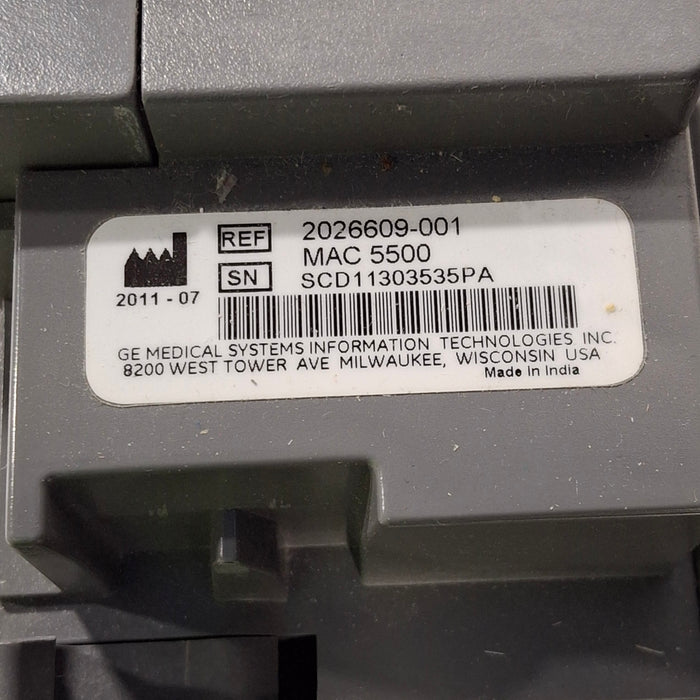 REF 2026609-001
MAC 5500
SN SCD11303535PA
2011 - 07
GE MEDICAL SYSTEMS INFORMATION TECHNOLOGIES INC.
8200 WEST TOWER AVE MILWAUKEE, WISCONSIN USA
Made In India